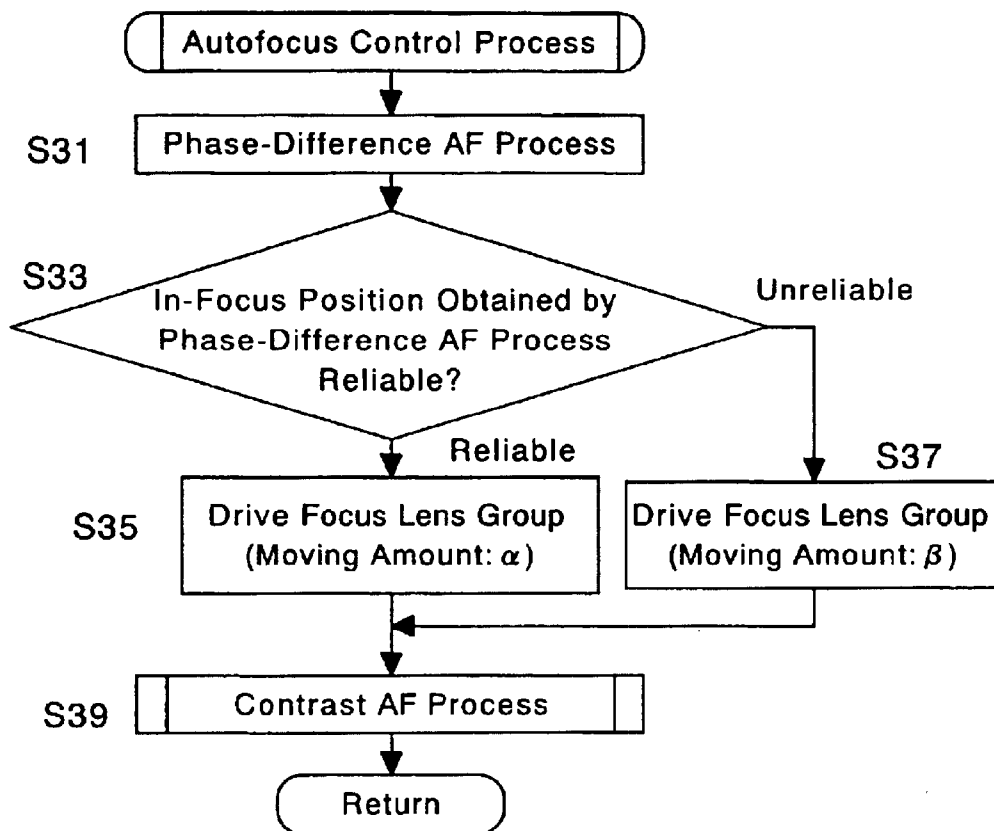 Autofocus Control Process
S31
Phase-Difference AF Process
S33
In-Focus Position Obtained by
Phase-Difference AF Process
Reliable?
Unreliable
Reliable
S35
Drive Focus Lens Group
(Moving Amount: α)
S37
Drive Focus Lens Group
(Moving Amount: β)
S39
Contrast AF Process
Return